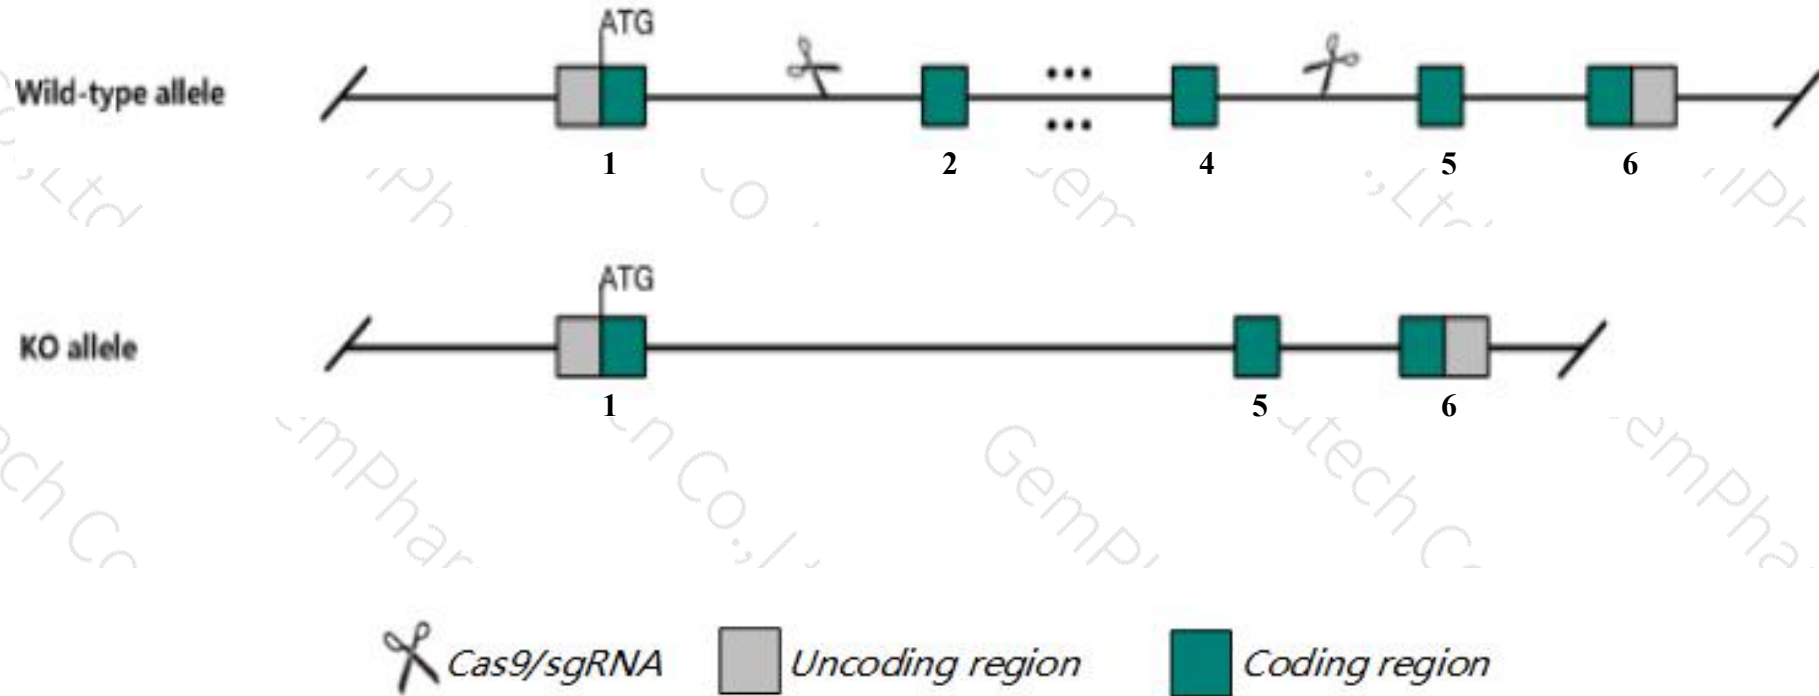 ATG
Wild-type allele
... ...
1 2 4 5 6
ATG
KO allele
1 5 6
Cas9/sgRNA Uncoding region Coding region
GemPh